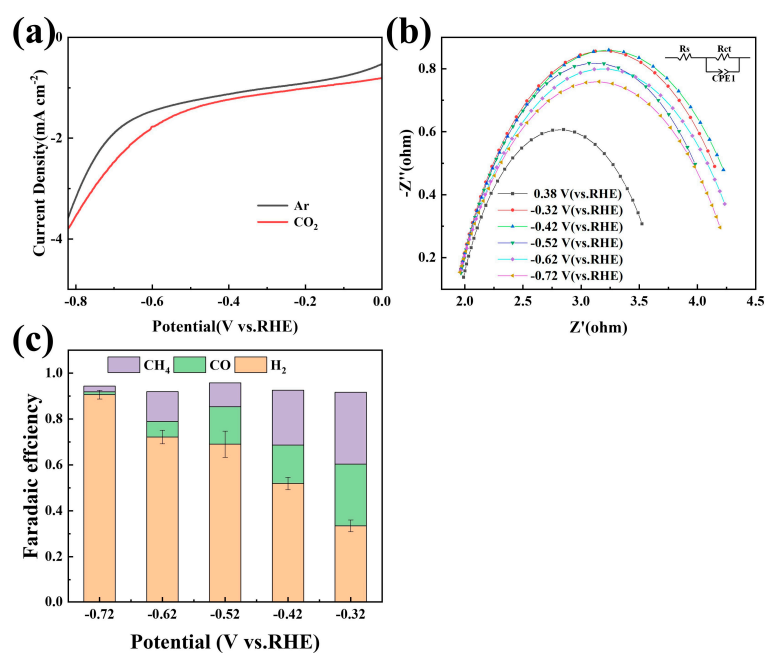 (a)
0
-2
-4
-0.8
-0.6
-0.4
-0.2
0.0
Current Density(mA cm⁻²)
Potential(V vs.RHE)
Ar
CO₂
(b)
0.8
0.6
0.4
0.2
2.0
2.5
3.0
3.5
4.0
4.5
-Z''(ohm)
Z'(ohm)
Rs
Rct
CPE1
0.38 V(vs.RHE)
-0.32 V(vs.RHE)
-0.42 V(vs.RHE)
-0.52 V(vs.RHE)
-0.62 V(vs.RHE)
-0.72 V(vs.RHE)
(c)
CH₄
CO
H₂
1.0
0.8
0.6
0.4
0.2
0.0
-0.72
-0.62
-0.52
-0.42
-0.32
Faradaic effciency
Potential (V vs.RHE)